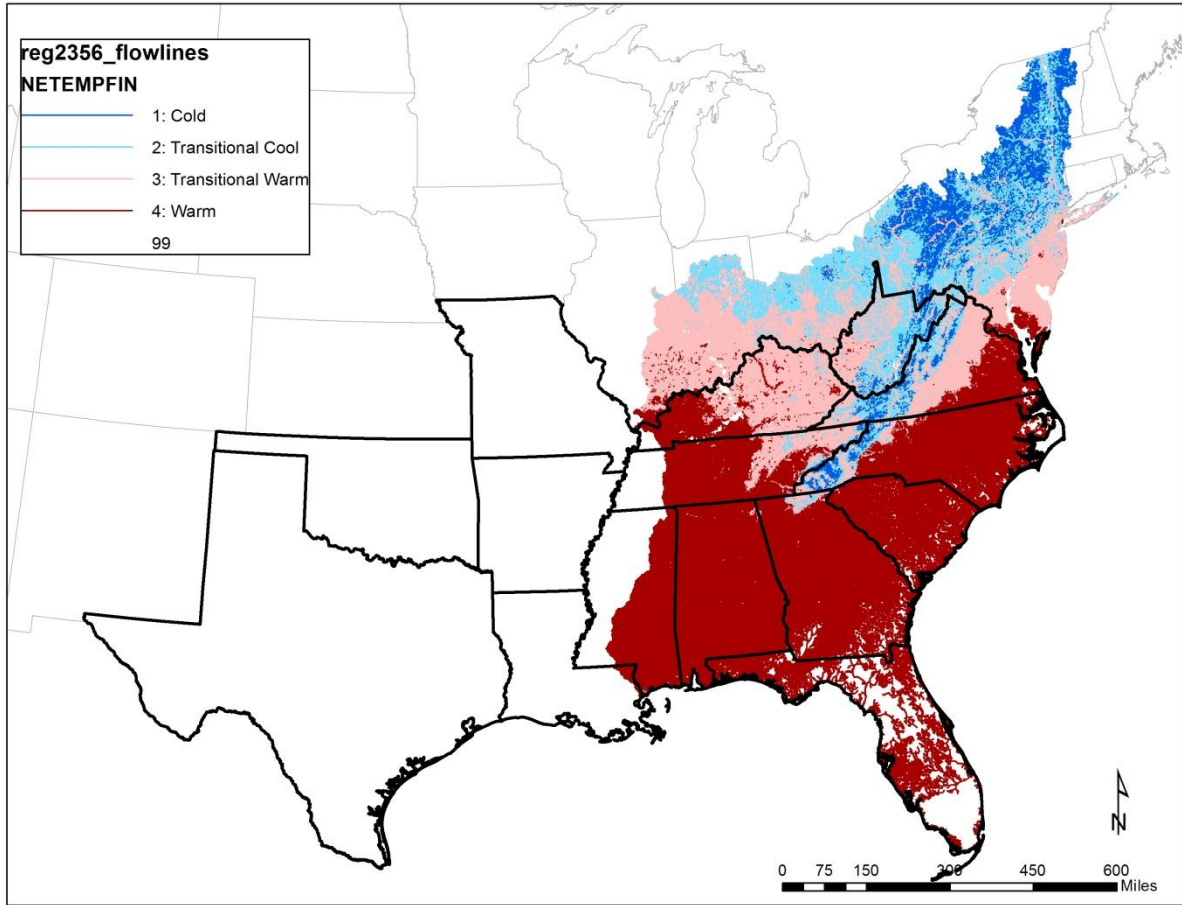 reg2356_flowlines
NETEMPFIN
1: Cold
2: Transitional Cool
3: Transitional Warm
4: Warm
99
N
0 75 150 300 450 600
Miles